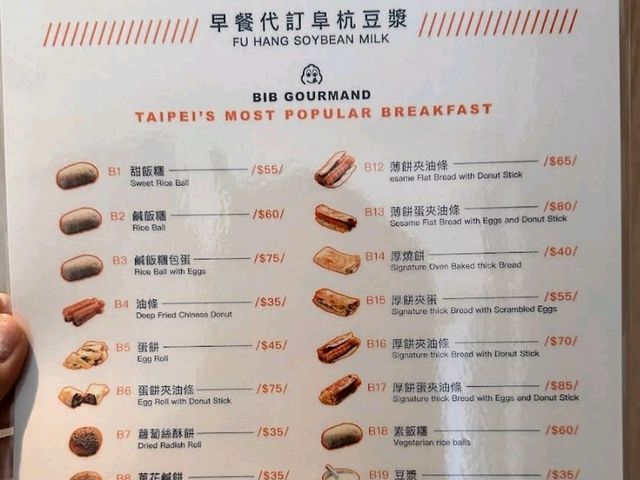 早餐代訂阜杭豆漿
FU HANG SOYBEAN MILK
BIB GOURMAND
TAIPEI'S MOST POPULAR BREAKFAST
B1 甜飯糰 /$55/
Sweet Rice Ball
B2 鹹飯糰 /$60/
Rice Ball
B3 鹹飯糰包蛋 /$75/
Rice Ball with Eggs
B4 油條 /$35/
Deep Fried Chinese Donut
B5 蛋餅 /$45/
Egg Roll
B6 蛋餅夾油條 /$75/
Egg Roll with Donut Stick
B7 蘿蔔絲酥餅 /$35/
Dried Radish Roll
B8 蔥花鹹餅 /$35/
B12 薄餅夾油條 /$65/
esame Flat Bread with Donut Stick
B13 薄餅蛋夾油條 /$80/
Sesame Flat Bread with Eggs and Donut Stick
B14 厚燒餅 /$40/
Signature Oven Baked thick Bread
B15 厚餅夾蛋 /$55/
Signature thick Bread with Scrambled Eggs
B16 厚餅夾油條 /$70/
Signature thick Bread with Donut Stick
B17 厚餅蛋夾油條 /$85/
Signature thick Bread with Eggs and Donut Stick
B18 素飯糰 /$60/
Vegetarian rice balls
B19 豆漿 /$35/